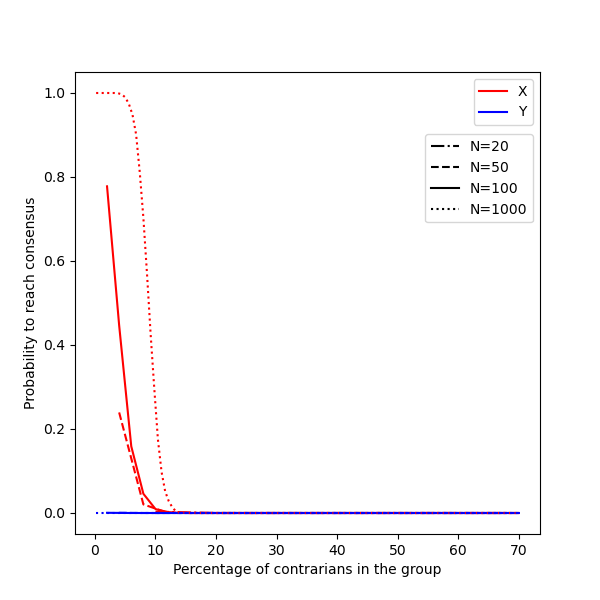 X
Y
N=20
N=50
N=100
N=1000
Probability to reach consensus
1.0
0.8
0.6
0.4
0.2
0.0
0 10 20 30 40 50 60 70
Percentage of contrarians in the group